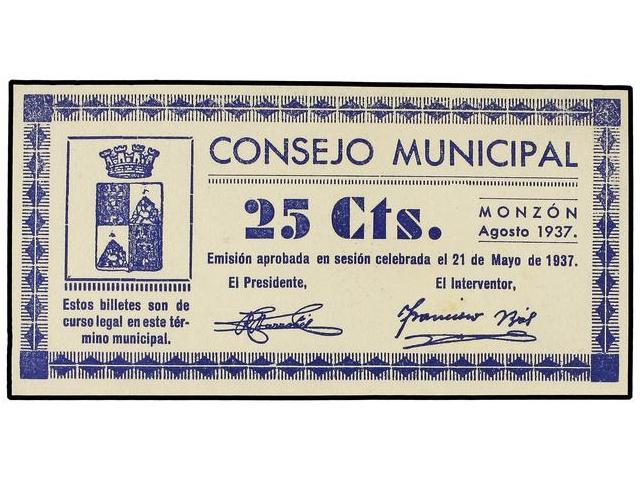 CONSEJO MUNICIPAL
25 Cts.
MONZÓN
Agosto 1937.
Emisión aprobada en sesión celebrada el 21 de Mayo de 1937.
El Presidente,
El Interventor,
Francisco
Estos billetes son de
curso legal en este tér-
mino municipal.